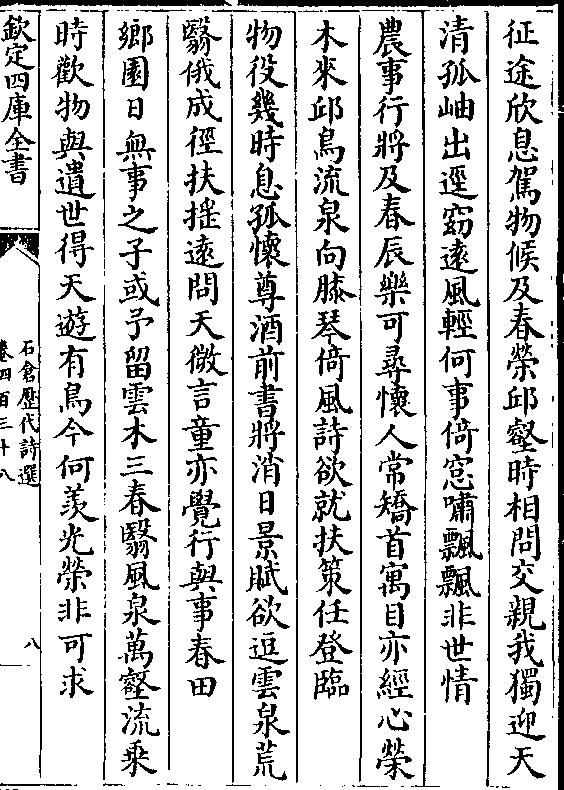 征途欣息駕物候及春榮邱壑時相問交親我獨迎天
清孤岫出逕窈遠風輕何事倚窓嘯飄飄非世情
農事行將及春辰樂可尋懷人常矯首寓目亦經心榮
木來邱鳥流泉向膝琴倚風詩欲就扶策任登臨
物役幾時息孤懷尊酒前書將消日景賦欲逗雲泉荒
翳俄成徑扶搖遠問天微言童亦覺行與事春田
鄉園日無事之子或予留雲木三春翳風泉萬壑流乘
時歡物與遺世得天遊有鳥今何羡光榮非可求
欽定四庫全書
石倉歷代詩選
卷四百三十八
八